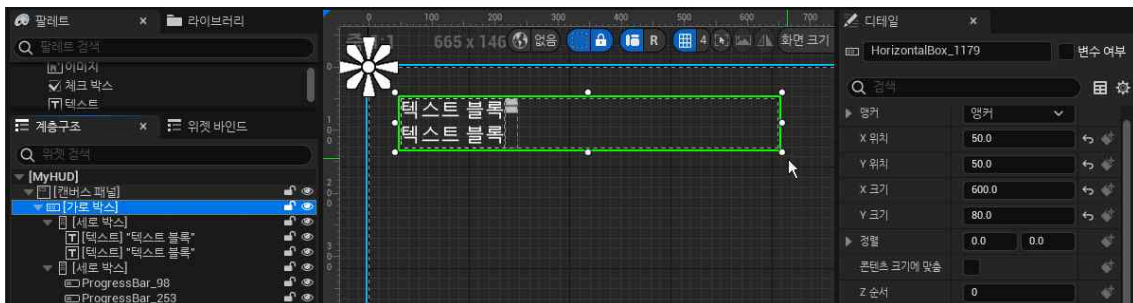 팔레트
라이브러리
팔레트 검색
이미지
체크 박스
텍스트
계층구조
위젯 바인드
위젯 검색
[MyHUD]
[캔버스 패널]
[가로 박스]
[세로 박스]
[텍스트] "텍스트 블록"
[텍스트] "텍스트 블록"
[세로 박스]
ProgressBar_98
ProgressBar_253
0 100 200 300 400 500 600 700
665 x 146 없음 R 4 화면 크기
텍스트 블록
텍스트 블록
디테일
HorizontalBox_1179 변수 여부
검색
앵커 앵커
X 위치 50.0
Y 위치 50.0
X 크기 600.0
Y 크기 80.0
정렬 0.0 0.0
콘텐츠 크기에 맞춤
Z 순서 0